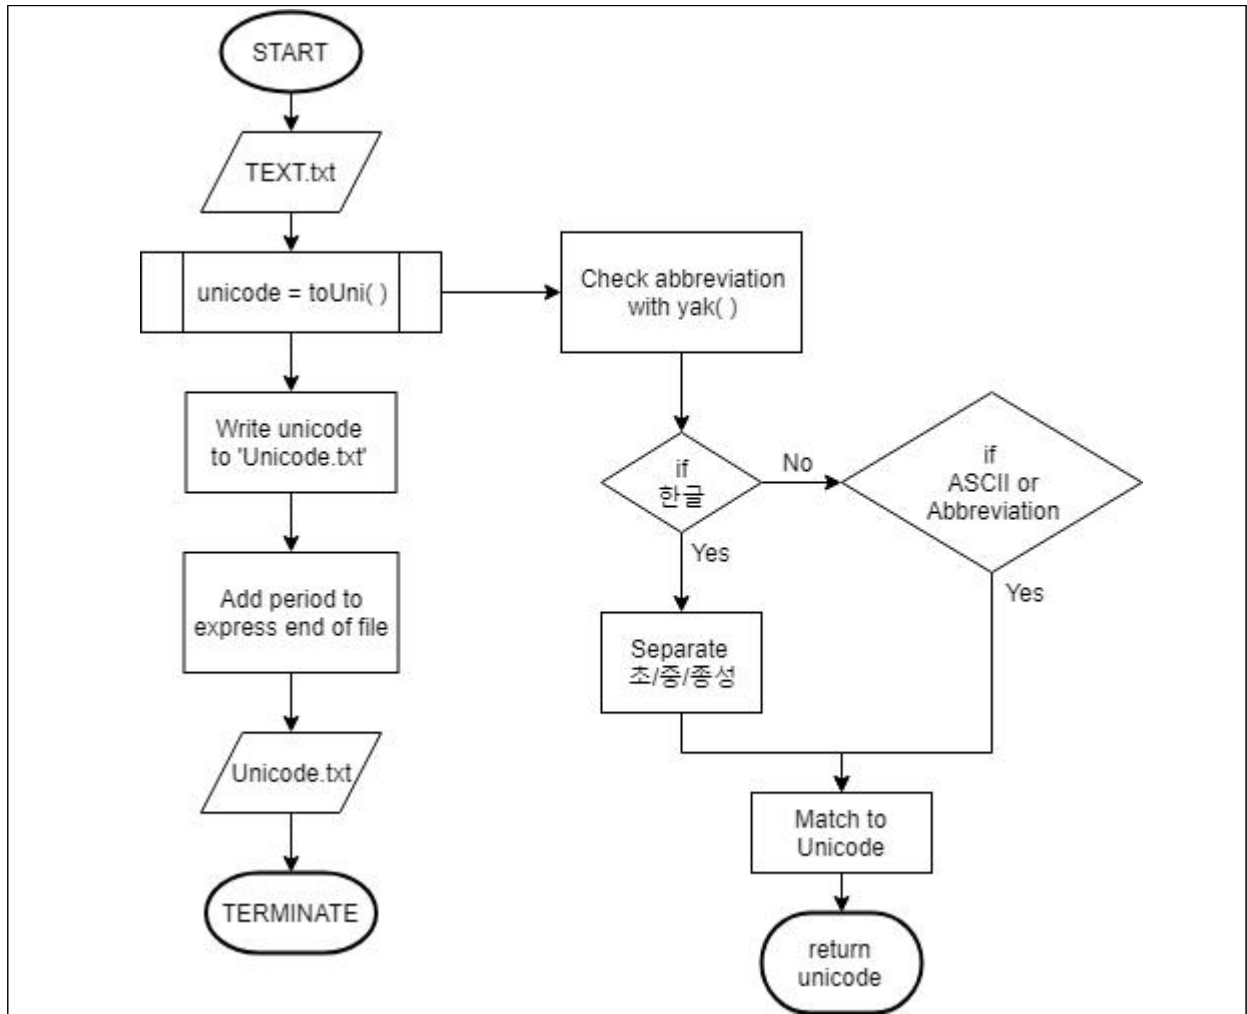 START
TEXT.txt
unicode = toUni( )
Write unicode
to 'Unicode.txt'
Add period to
express end of file
Unicode.txt
TERMINATE
Check abbreviation
with yak( )
if
한글
No
if
ASCII or
Abbreviation
Yes
Yes
Separate
초/중/종성
Match to
Unicode
return
unicode